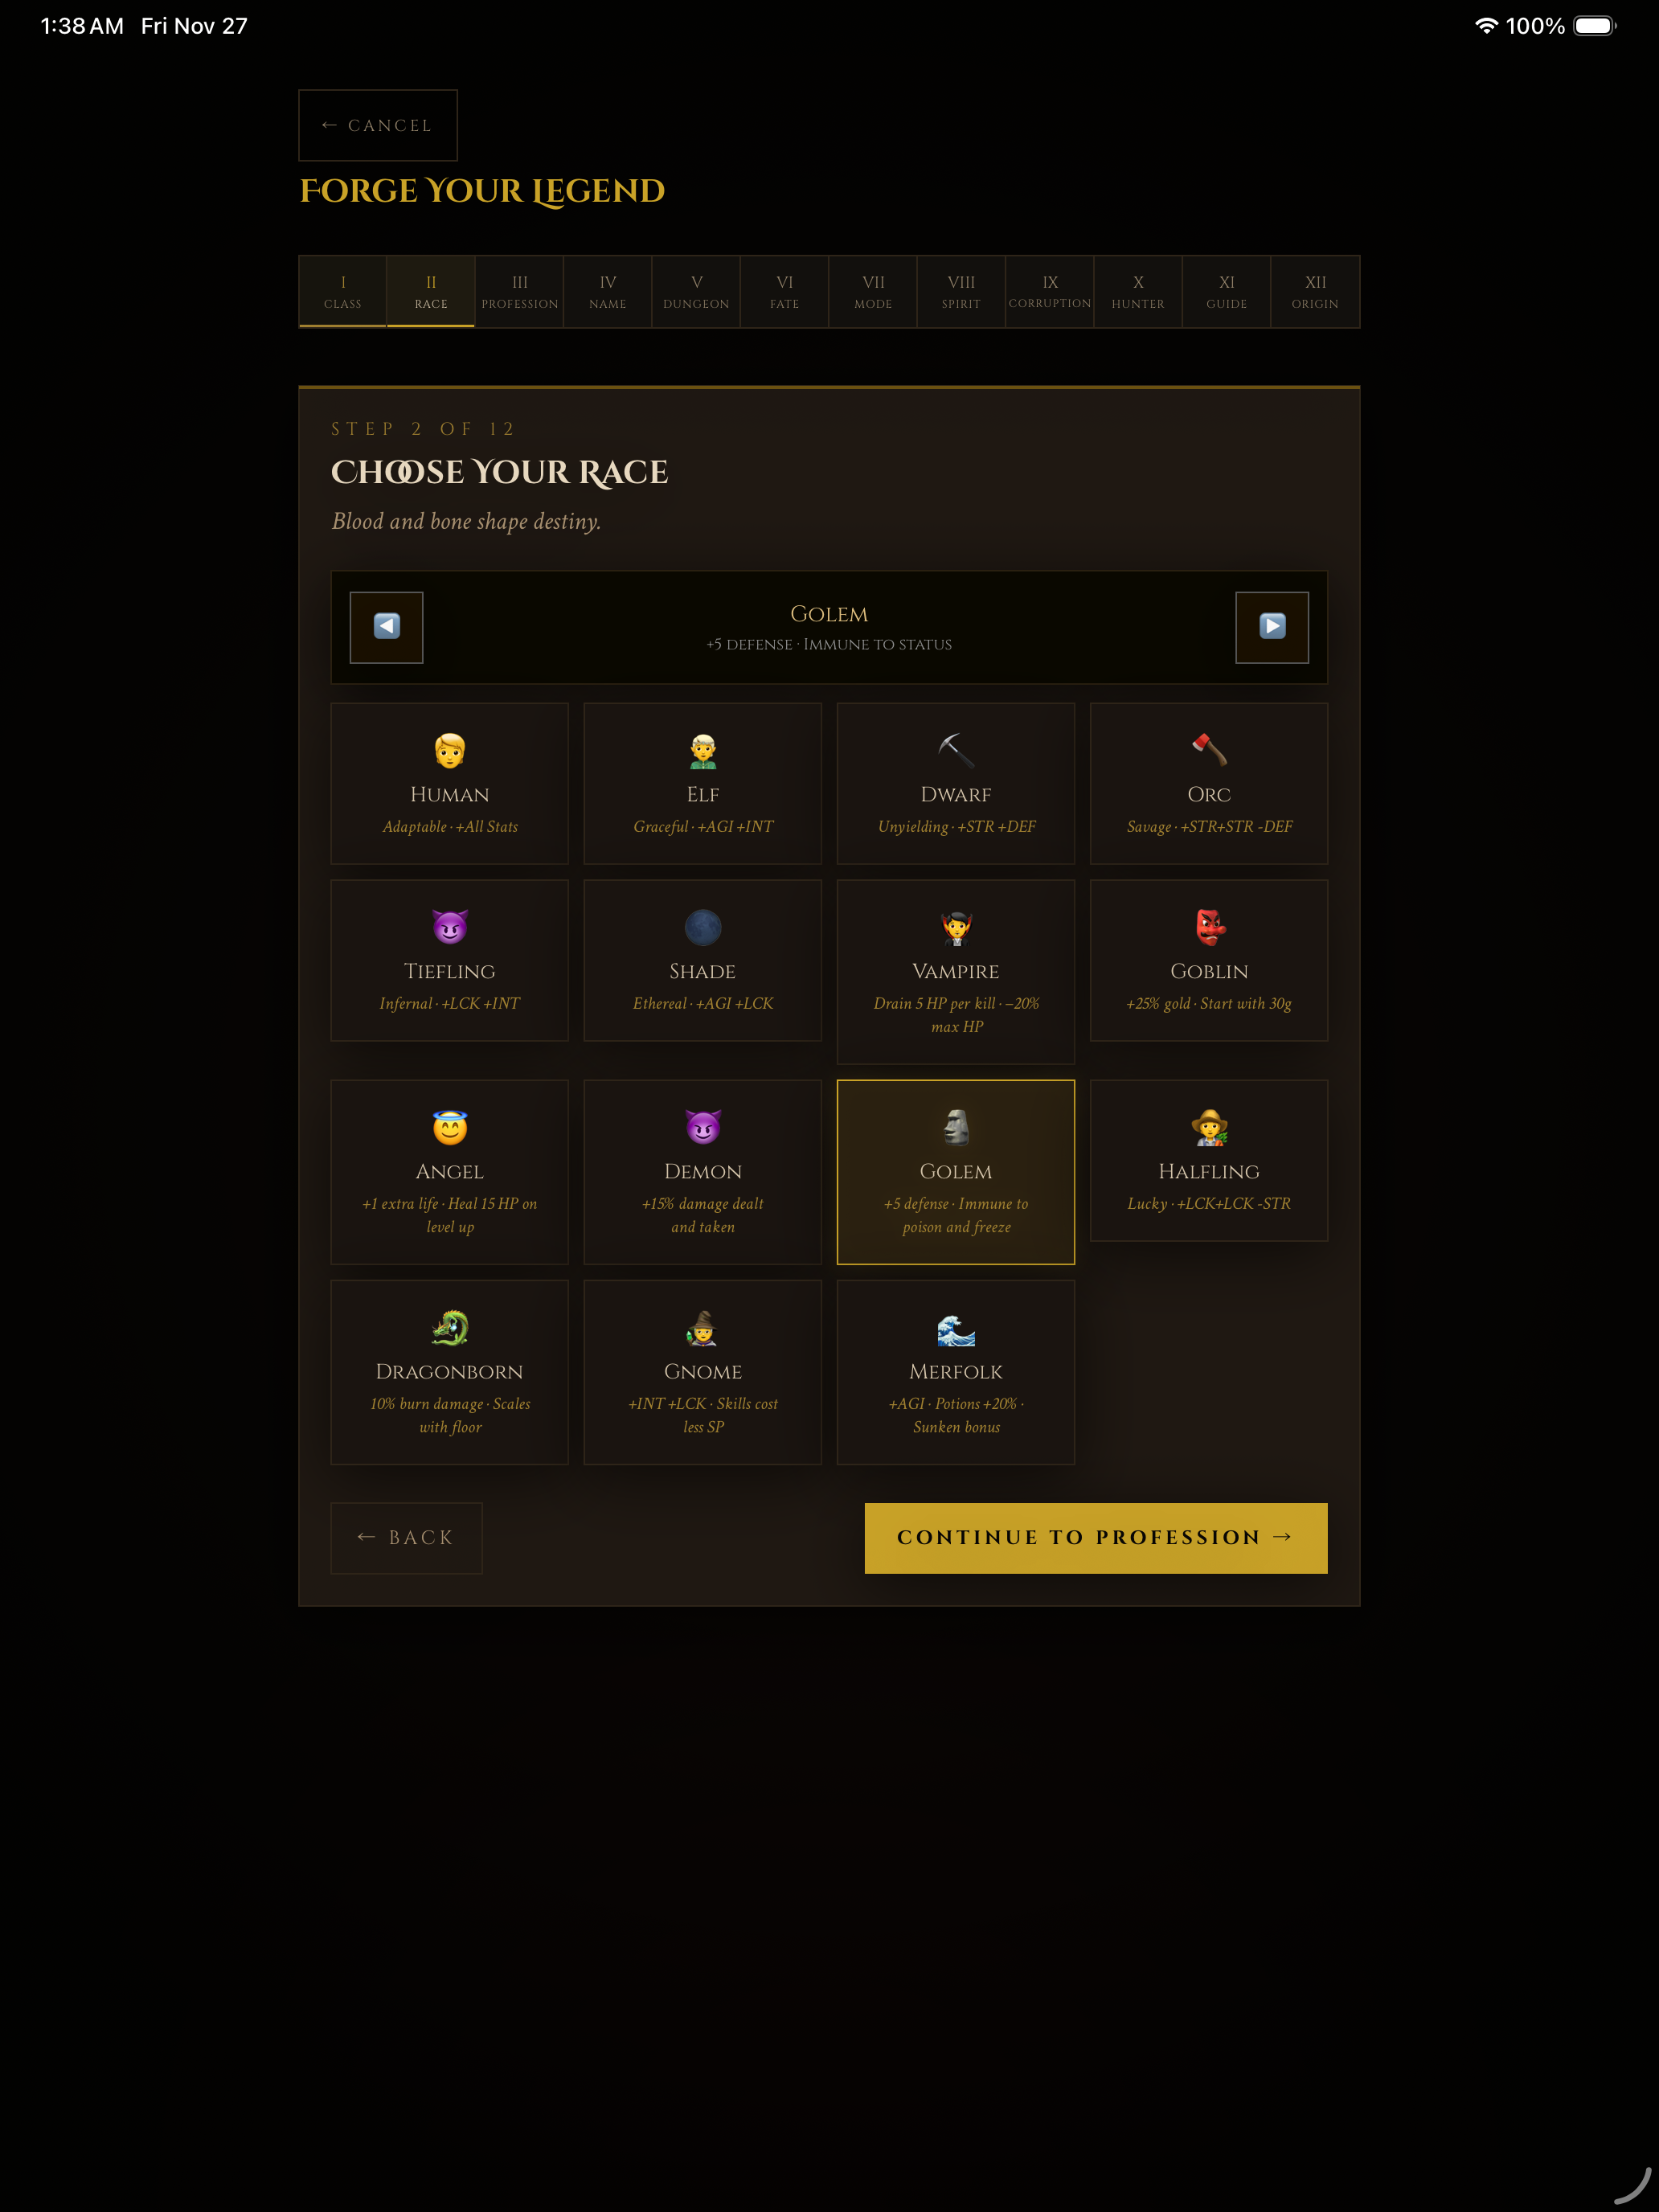 1:38 AM Fri Nov 27
100%
← CANCEL
Forge Your Legend
I
CLASS
II
RACE
III
PROFESSION
IV
NAME
V
DUNGEON
VI
FATE
VII
MODE
VIII
SPIRIT
IX
CORRUPTION
X
HUNTER
XI
GUIDE
XII
ORIGIN
STEP 2 OF 12
Choose Your Race
Blood and bone shape destiny.
Golem
+5 defense · Immune to status
Human
Adaptable · +All Stats
Elf
Graceful · +AGI +INT
Dwarf
Unyielding · +STR +DEF
Orc
Savage · +STR+STR -DEF
Tiefling
Infernal · +LCK +INT
Shade
Ethereal · +AGI +LCK
Vampire
Drain 5 HP per kill · −20%
max HP
Goblin
+25% gold · Start with 30g
Angel
+1 extra life · Heal 15 HP on
level up
Demon
+15% damage dealt
and taken
Golem
+5 defense · Immune to
poison and freeze
Halfling
Lucky · +LCK+LCK -STR
Dragonborn
10% burn damage · Scales
with floor
Gnome
+INT +LCK · Skills cost
less SP
Merfolk
+AGI · Potions +20% ·
Sunken bonus
← BACK
CONTINUE TO PROFESSION →